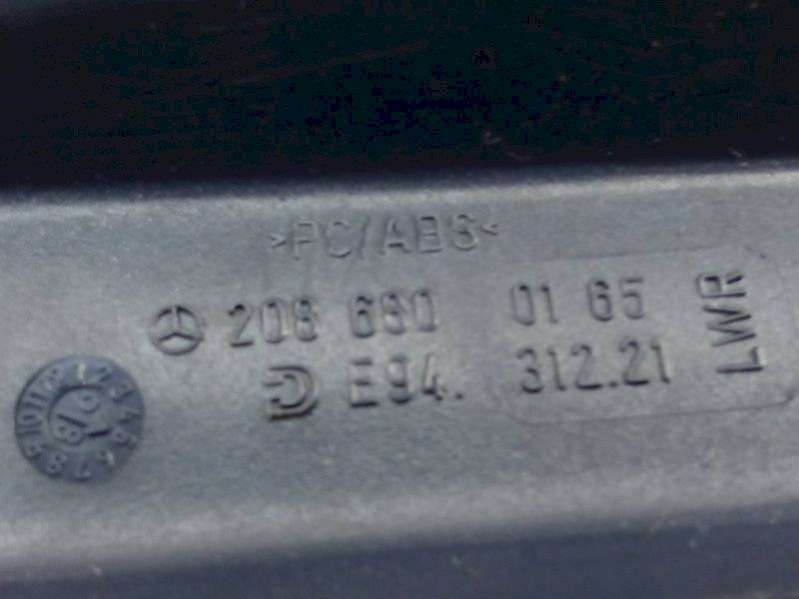 >PC/ABS<
208 680 01 65
E94. 312.21
LWR